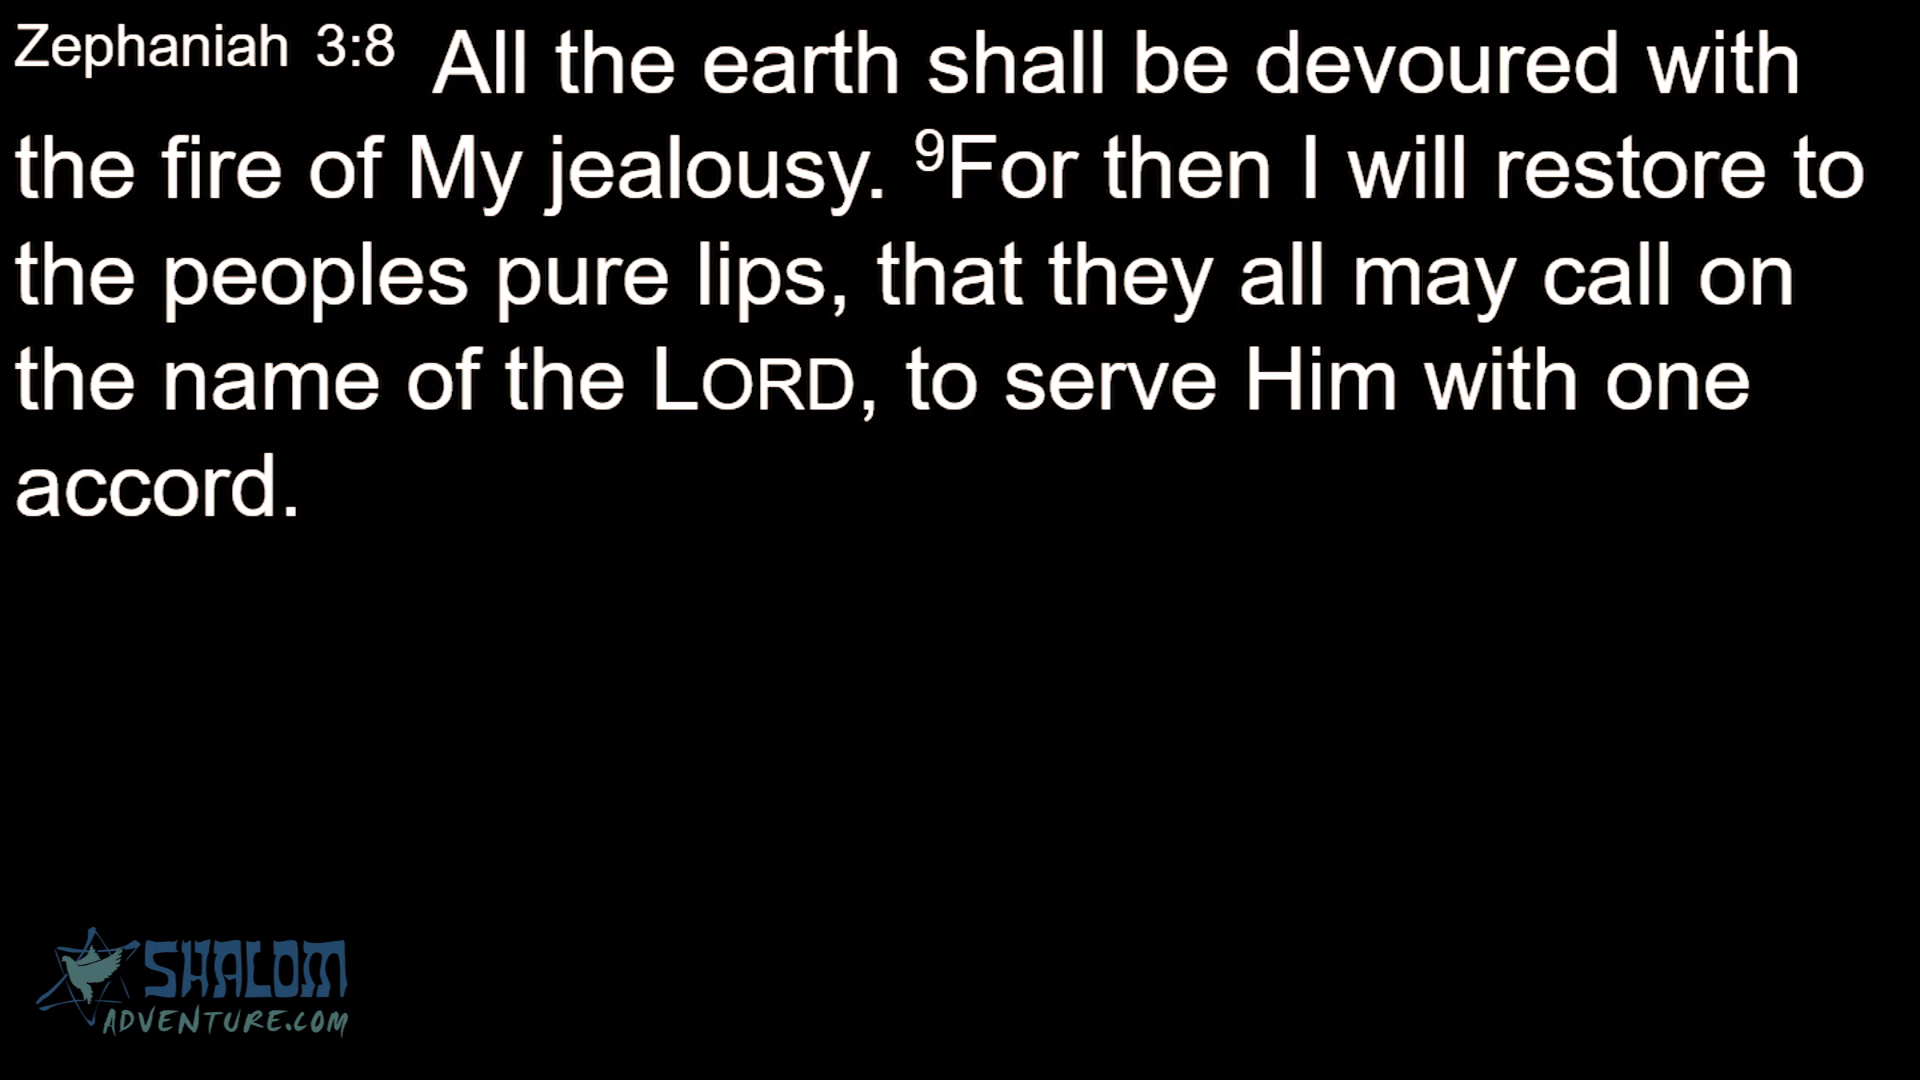 Zephaniah 3:8 All the earth shall be devoured with
the fire of My jealousy. 9For then I will restore to
the peoples pure lips, that they all may call on
the name of the LORD, to serve Him with one
accord.
SHALOM
ADVENTURE.COM